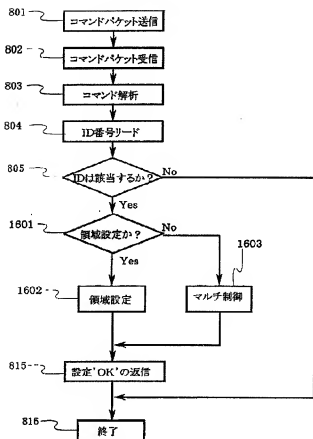 801
コマンドパケット送信
802
コマンドパケット受信
803
コマンド解析
804
ID番号リード
805
IDは該当するか？
No
Yes
1601
領域設定か？
No
1603
Yes
1602
領域設定
マルチ制御
815
設定'OK'の返信
816
終了